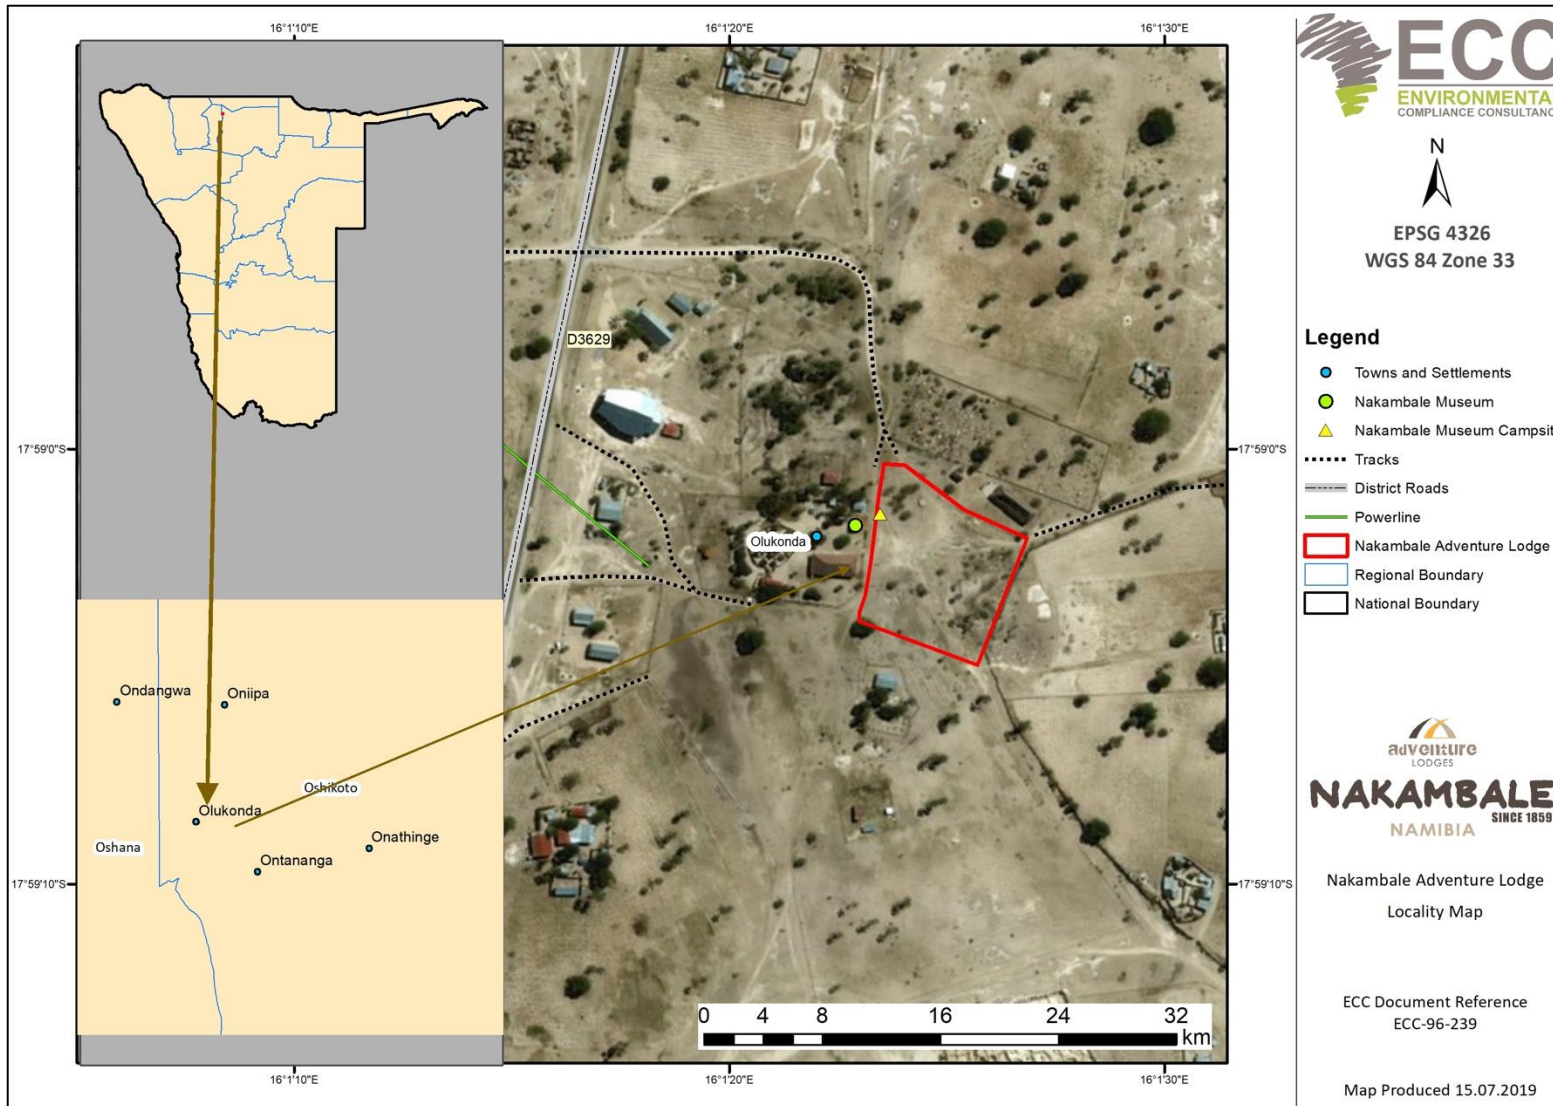 16°1'10"E
16°1'20"E
16°1'30"E
17°59'0"S
17°59'10"S
17°59'0"S
17°59'10"S
16°1'10"E
16°1'20"E
16°1'30"E
Ondangwa
Oniipa
Oshikoto
Olukonda
Oshana
Onathinge
Ontananga
D3629
Olukonda
0 4 8 16 24 32
km
ECC
ENVIRONMENTA
COMPLIANCE CONSULTANC
N
EPSG 4326
WGS 84 Zone 33
Legend
Towns and Settlements
Nakambale Museum
Nakambale Museum Campsit
Tracks
District Roads
Powerline
Nakambale Adventure Lodge
Regional Boundary
National Boundary
adventure
LODGES
NAKAMBALE
SINCE 1859
NAMIBIA
Nakambale Adventure Lodge
Locality Map
ECC Document Reference
ECC-96-239
Map Produced 15.07.2019